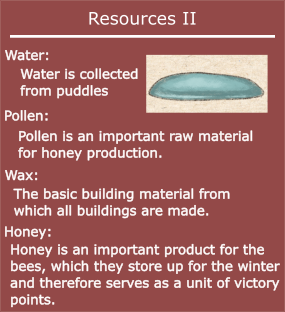 Resources II
Water:
Water is collected
from puddles
Pollen:
Pollen is an important raw material
for honey production.
Wax:
The basic building material from
which all buildings are made.
Honey:
Honey is an important product for the
bees, which they store up for the winter
and therefore serves as a unit of victory
points.